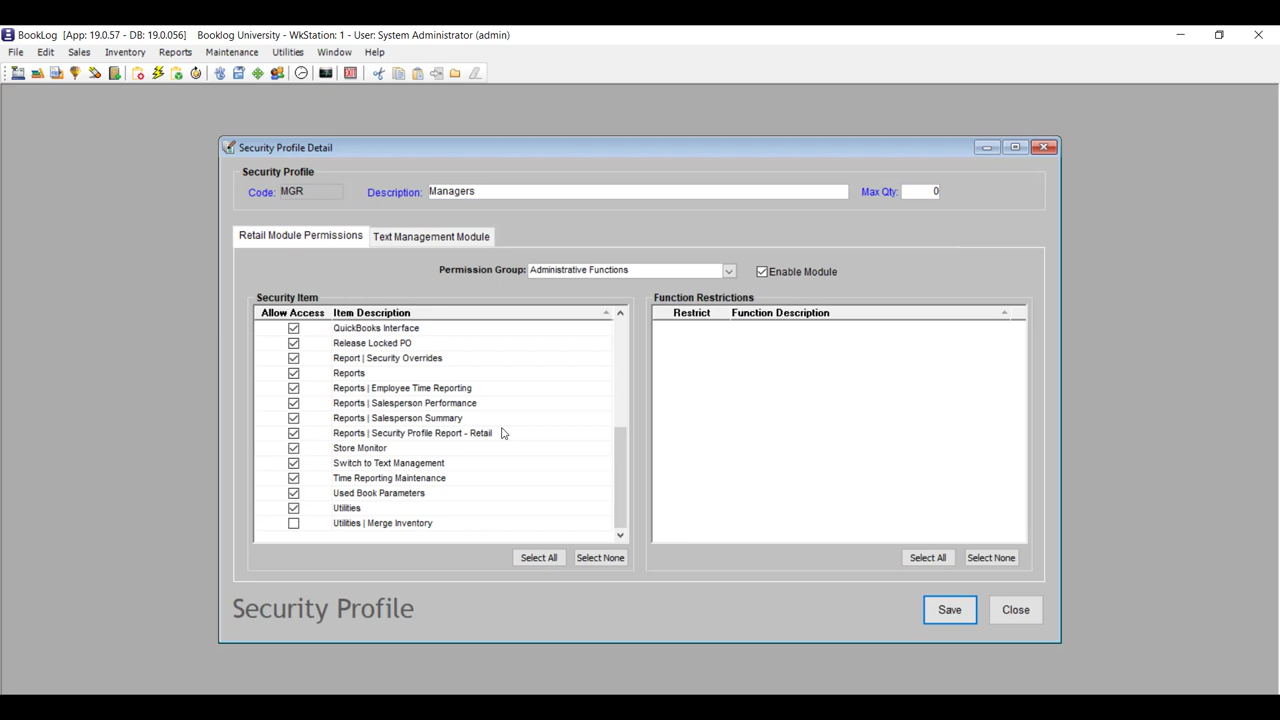 BookLog [App: 19.0.57 - DB: 19.0.056] Booklog University - WkStation: 1 - User: System Administrator (admin)
File Edit Sales Inventory Reports Maintenance Utilities Window Help
Security Profile Detail
Security Profile
Code: MGR Description: Managers Max Qty: 0
Retail Module Permissions Text Management Module
Permission Group: Administrative Functions Enable Module
Security Item
Allow Access Item Description
QuickBooks Interface
Release Locked PO
Report | Security Overrides
Reports
Reports | Employee Time Reporting
Reports | Salesperson Performance
Reports | Salesperson Summary
Reports | Security Profile Report - Retail
Store Monitor
Switch to Text Management
Time Reporting Maintenance
Used Book Parameters
Utilities
Utilities | Merge Inventory
Select All Select None
Function Restrictions
Restrict Function Description
Select All Select None
Security Profile
Save Close